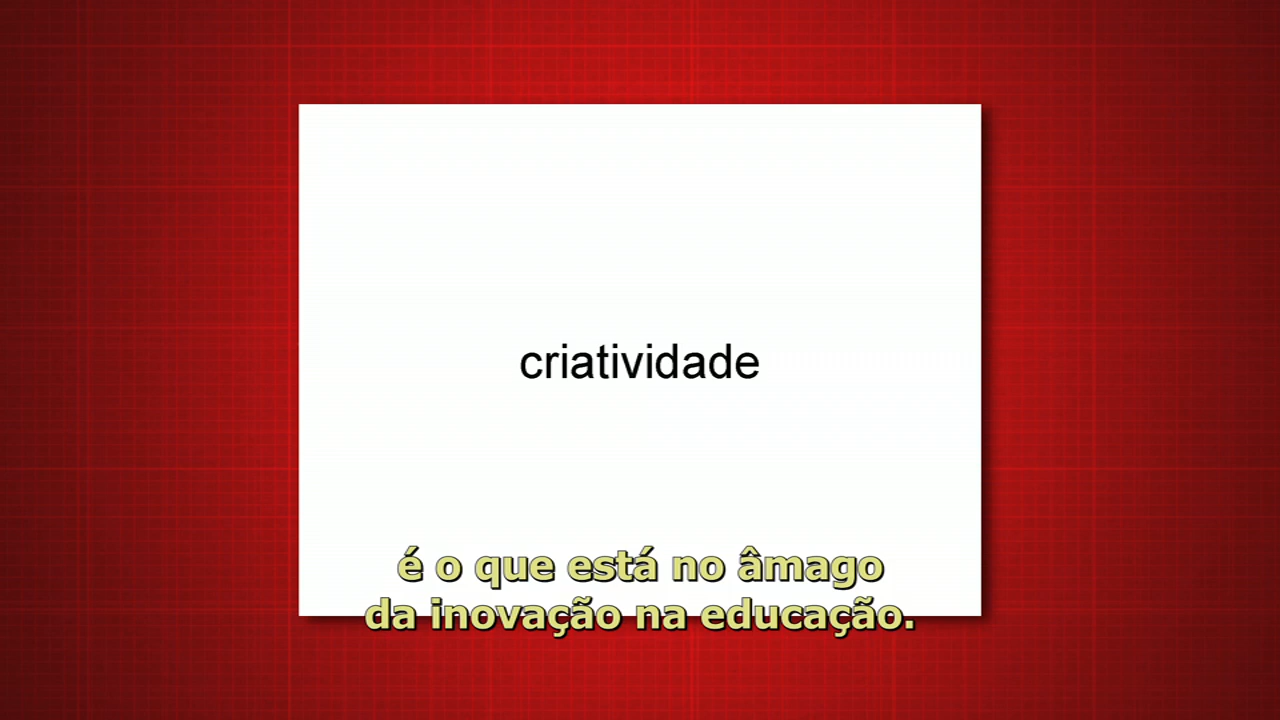 criatividade
é o que está no âmago
da inovação na educação.